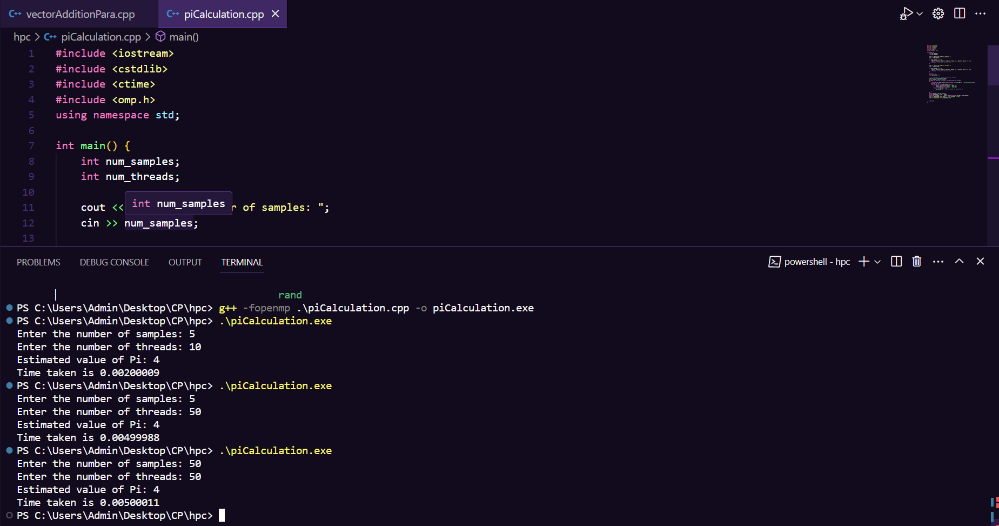 C++ vectorAdditionPara.cpp
C++ piCalculation.cpp
hpc > C++ piCalculation.cpp > main()
1 #include <iostream>
2 #include <cstdlib>
3 #include <ctime>
4 #include <omp.h>
5 using namespace std;
6
7 int main() {
8 int num_samples;
9 int num_threads;
10
int num_samples
11 cout << r of samples: ";
12 cin >> num_samples;
13
PROBLEMS DEBUG CONSOLE OUTPUT TERMINAL powershell - hpc
| rand
PS C:\Users\Admin\Desktop\CP\hpc> g++ -fopenmp .\piCalculation.cpp -o piCalculation.exe
PS C:\Users\Admin\Desktop\CP\hpc> .\piCalculation.exe
Enter the number of samples: 5
Enter the number of threads: 10
Estimated value of Pi: 4
Time taken is 0.00200009
PS C:\Users\Admin\Desktop\CP\hpc> .\piCalculation.exe
Enter the number of samples: 5
Enter the number of threads: 50
Estimated value of Pi: 4
Time taken is 0.00499988
PS C:\Users\Admin\Desktop\CP\hpc> .\piCalculation.exe
Enter the number of samples: 50
Enter the number of threads: 50
Estimated value of Pi: 4
Time taken is 0.00500011
PS C:\Users\Admin\Desktop\CP\hpc>